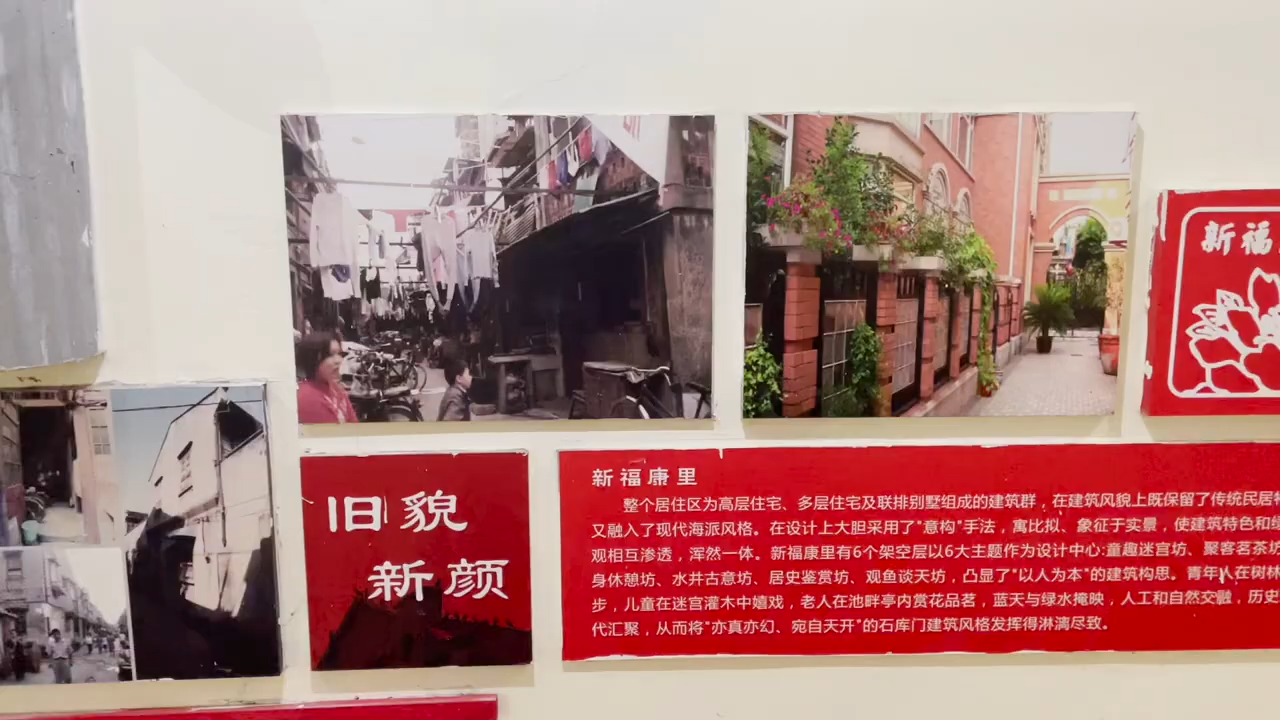 新福
旧貌
新颜
新福康里
整个居住区为高层住宅、多层住宅及联排别墅组成的建筑群，在建筑风貌上既保留了传统民居
又融入了现代海派风格。在设计上大胆采用了"意构"手法，寓比拟、象征于实景，使建筑特色和
观相互渗透，浑然一体。新福康里有6个架空层以6大主题作为设计中心:童趣迷宫坊、聚客茗茶坊
身休憩坊、水井古意坊、居史鉴赏坊、观鱼谈天坊，凸显了"以人为本"的建筑构思。青年人在树林
步，儿童在迷宫灌木中嬉戏，老人在池畔亭内赏花品茗，蓝天与绿水掩映，人工和自然交融，历史
代汇聚，从而将"亦真亦幻、宛自天开"的石库门建筑风格发挥得淋漓尽致。